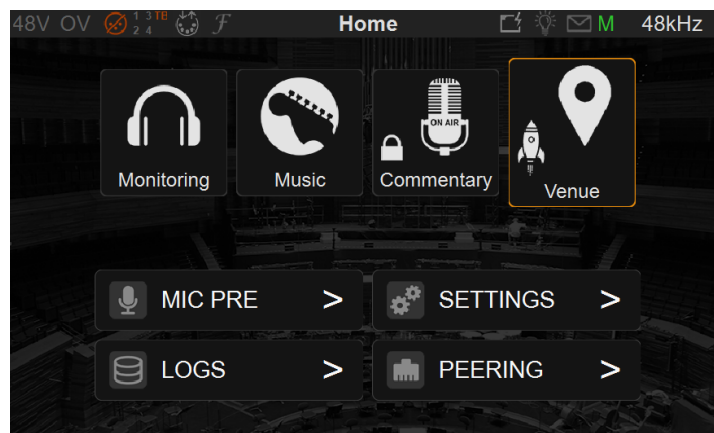 48V OV 1 3 TB 2 4 ℱ Home M 48kHz
ON AIR
Monitoring Music Commentary Venue
MIC PRE > SETTINGS >
LOGS > PEERING >